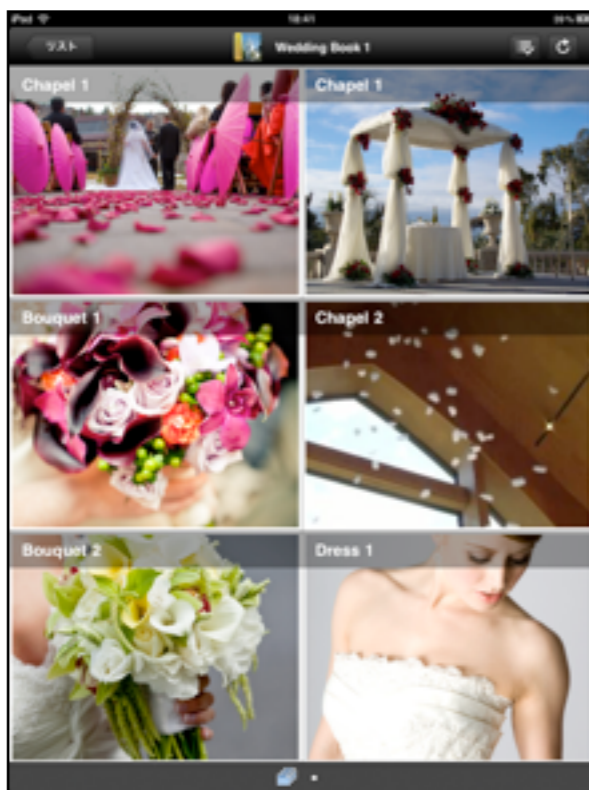 iPad 18:41
リスト Wedding Book 1
Chapel 1 Chapel 1
Bouquet 1 Chapel 2
Bouquet 2 Dress 1